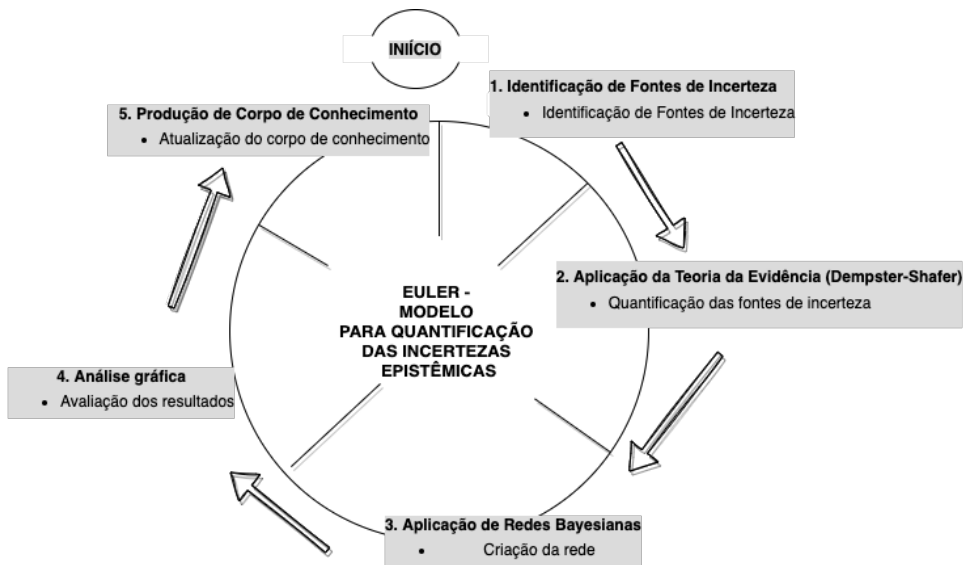 INIÍCIO
1. Identificação de Fontes de Incerteza
• Identificação de Fontes de Incerteza
5. Produção de Corpo de Conhecimento
• Atualização do corpo de conhecimento
2. Aplicação da Teoria da Evidência (Dempster-Shafer)
• Quantificação das fontes de incerteza
EULER -
MODELO
PARA QUANTIFICAÇÃO
DAS INCERTEZAS
EPISTÊMICAS
4. Análise gráfica
• Avaliação dos resultados
3. Aplicação de Redes Bayesianas
• Criação da rede